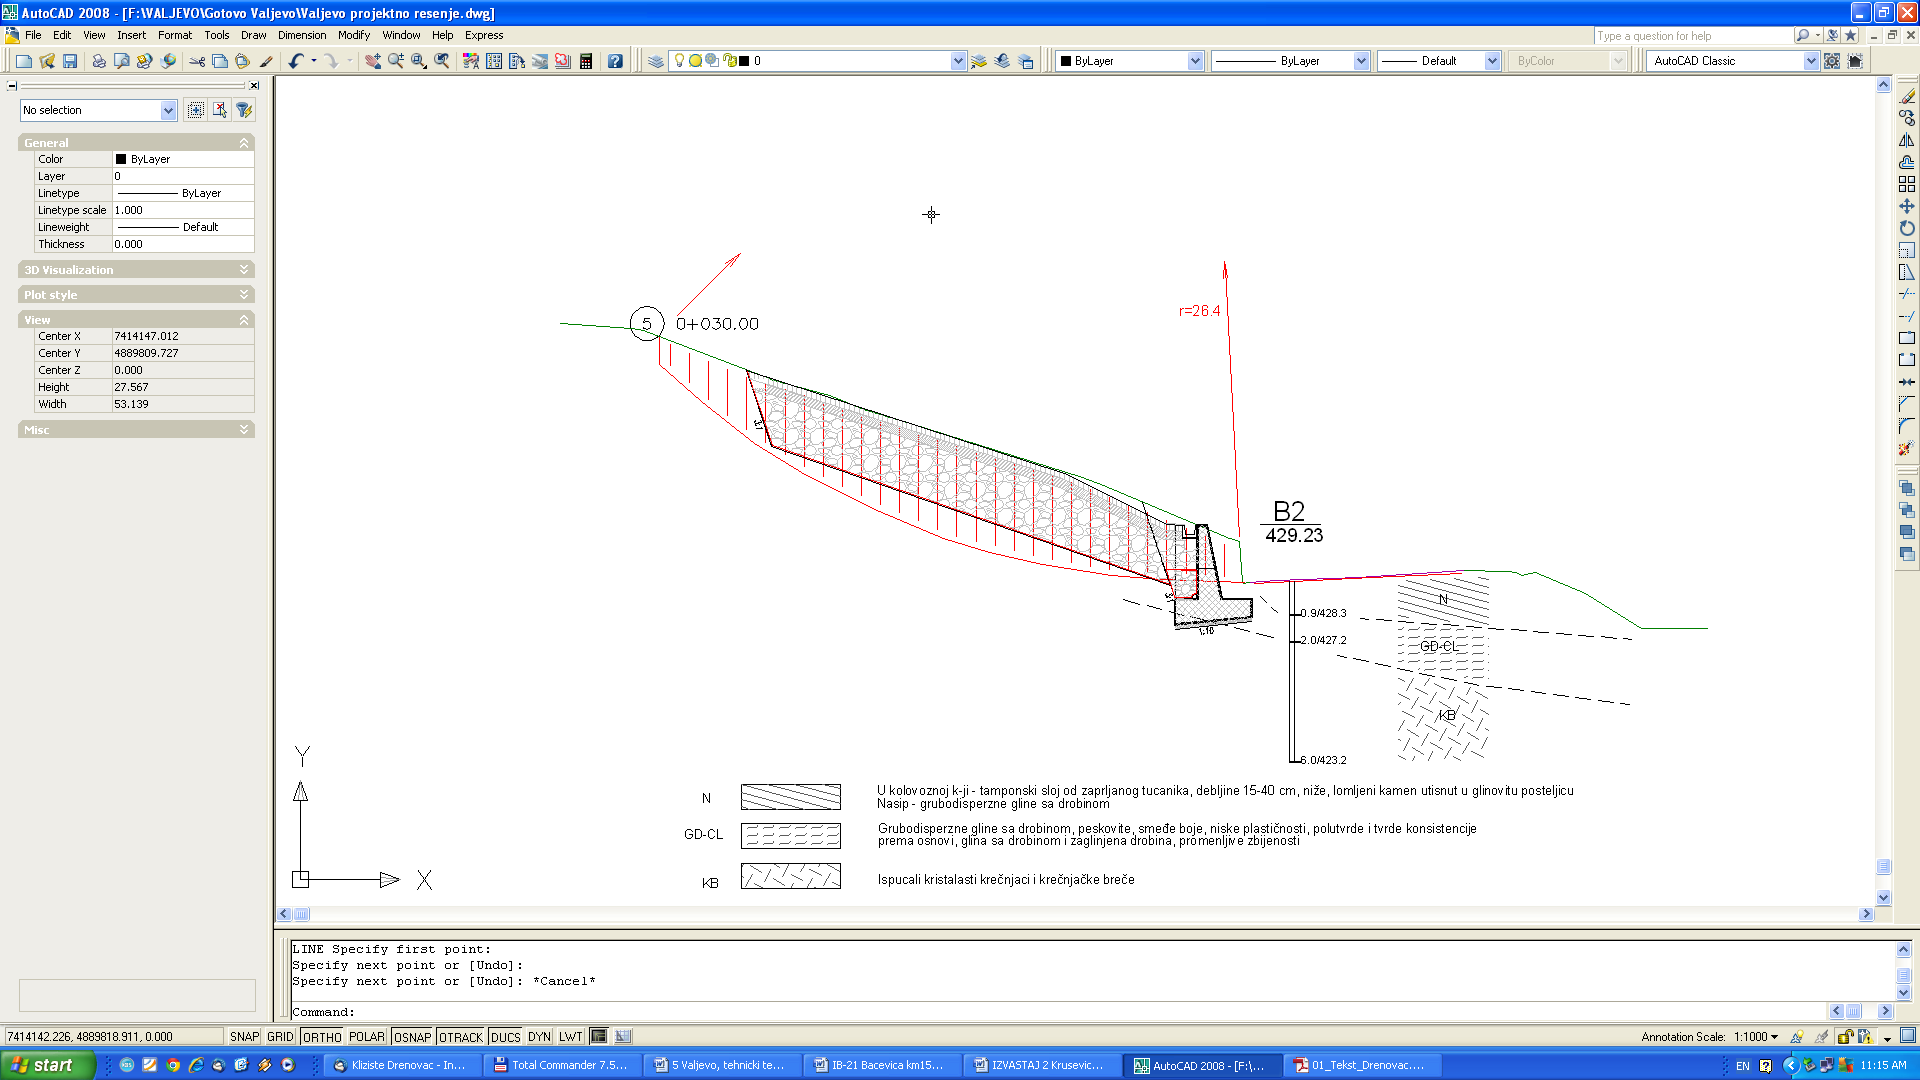 AutoCAD 2008 - [F:\VALJEVO\Gotovo Valjevo\Valjevo projektno resenje.dwg]
File Edit View Insert Format Tools Draw Dimension Modify Window Help Express
Type a question for help
0
ByLayer
ByLayer
Default
ByColor
AutoCAD Classic
No selection
General
Color ByLayer
Layer 0
Linetype ByLayer
Linetype scale 1.000
Lineweight Default
Thickness 0.000
3D Visualization
Plot style
View
Center X 7414147.012
Center Y 4889809.727
Center Z 0.000
Height 27.567
Width 53.139
Misc
5 0+030.00
r=26.4
B2
429.23
0.9/428.3
2.0/427.2
6.0/423.2
1:10
N
GD-CL
KB
Y
X
N
U kolovoznoj k-ji - tamponski sloj od zaprljanog tucanika, debljine 15-40 cm, niže, lomljeni kamen utisnut u glinovitu posteljicu
Nasip - grubodisperzne gline sa drobinom
GD-CL
Grubodisperzne gline sa drobinom, peskovite, smeđe boje, niske plastičnosti, polutvrde i tvrde konsistencije
prema osnovi, glina sa drobinom i zaglinjena drobina, promenljive zbijenosti
KB
Ispucali kristalasti krečnjaci i krečnjačke breče
LINE Specify first point:
Specify next point or [Undo]:
Specify next point or [Undo]: *Cancel*
Command:
7414142.226, 4889818.911, 0.000
SNAP GRID ORTHO POLAR OSNAP OTRACK DUCS DYN LWT
Annotation Scale: 1:1000
start
Kliziste Drenovac - In...
Total Commander 7.5...
5 Valjevo, tehnicki te...
IB-21 Bacevica km15...
IZVASTAJ 2 Krusevic...
AutoCAD 2008 - [F:\...
01_Tekst_Drenovac....
EN
11:15 AM